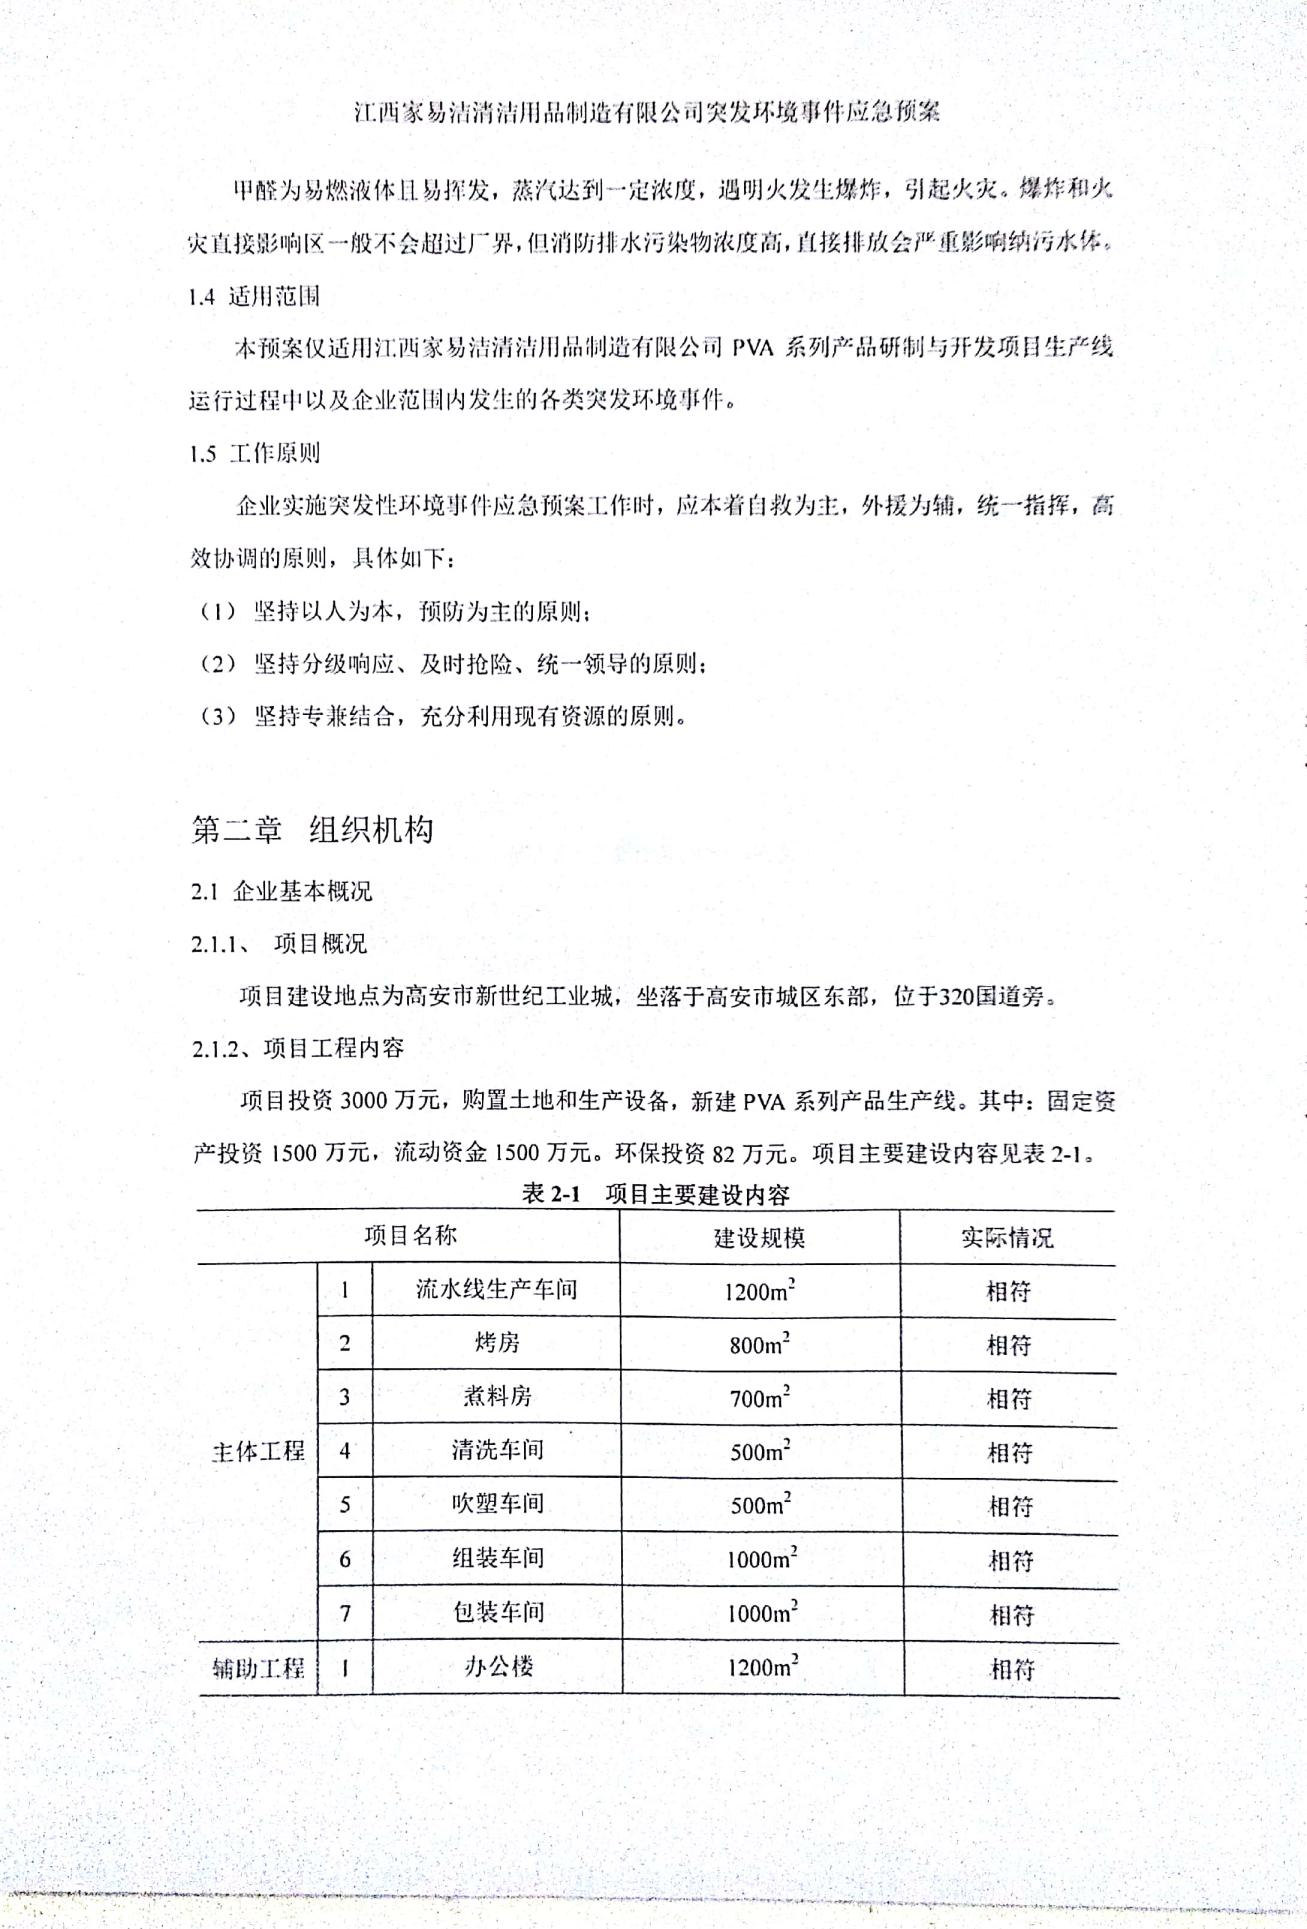 江西家易洁清洁用品制造有限公司突发环境事件应急预案
甲醛为易燃液体且易挥发，蒸汽达到一定浓度，遇明火发生爆炸，引起火灾。爆炸和火
灾直接影响区一般不会超过厂界，但消防排水污染物浓度高，直接排放会严重影响纳污水体。
1.4 适用范围
本预案仅适用江西家易洁清洁用品制造有限公司 PVA 系列产品研制与开发项目生产线
运行过程中以及企业范围内发生的各类突发环境事件。
1.5 工作原则
企业实施突发性环境事件应急预案工作时，应本着自救为主，外援为辅，统一指挥，高
效协调的原则，具体如下：
（1） 坚持以人为本，预防为主的原则；
（2） 坚持分级响应、及时抢险、统一领导的原则；
（3） 坚持专兼结合，充分利用现有资源的原则。
第二章 组织机构
2.1 企业基本概况
2.1.1、 项目概况
项目建设地点为高安市新世纪工业城，坐落于高安市城区东部，位于320国道旁。
2.1.2、项目工程内容
项目投资 3000 万元，购置土地和生产设备，新建 PVA 系列产品生产线。其中：固定资
产投资 1500 万元，流动资金 1500 万元。环保投资 82 万元。项目主要建设内容见表 2-1。
表 2-1 项目主要建设内容
项目名称 建设规模 实际情况
1 流水线生产车间 1200m² 相符
2 烤房 800m² 相符
3 煮料房 700m² 相符
主体工程 4 清洗车间 500m² 相符
5 吹塑车间 500m² 相符
6 组装车间 1000m² 相符
7 包装车间 1000m² 相符
辅助工程 1 办公楼 1200m² 相符